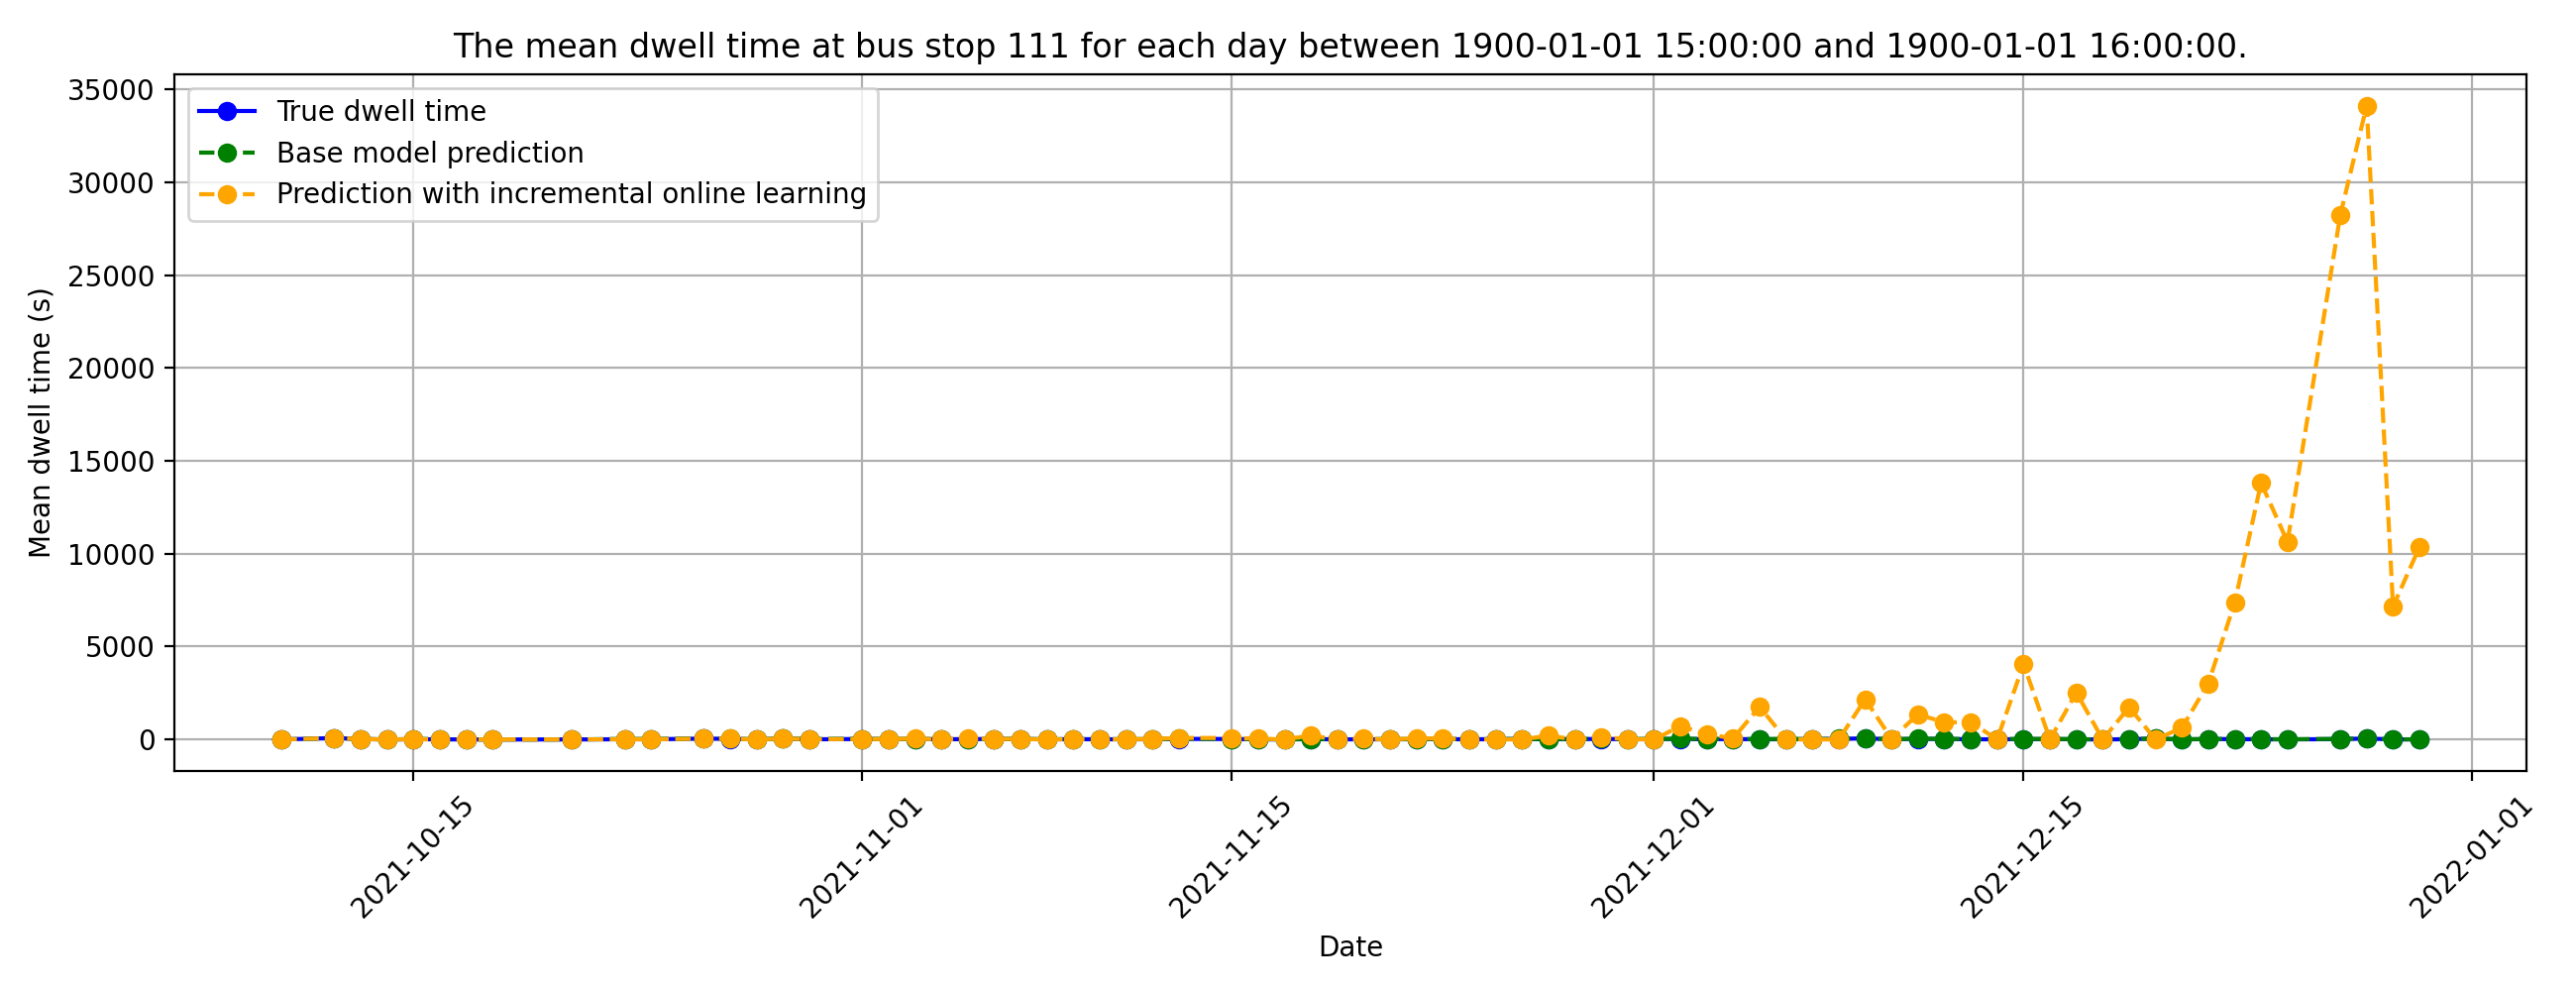 The mean dwell time at bus stop 111 for each day between 1900-01-01 15:00:00 and 1900-01-01 16:00:00.
True dwell time
Base model prediction
Prediction with incremental online learning
Mean dwell time (s)
35000
30000
25000
20000
15000
10000
5000
0
2021-10-15
2021-11-01
2021-11-15
2021-12-01
2021-12-15
2022-01-01
Date